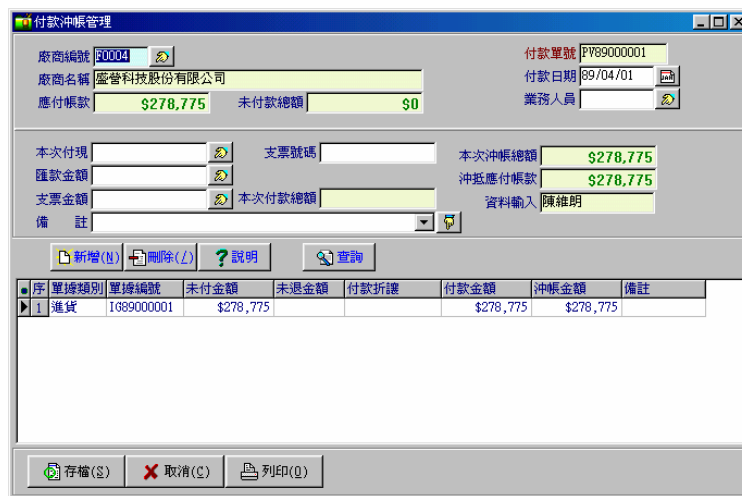 付款沖帳管理
廠商編號 F0004 付款單號 PV89000001
廠商名稱 盛營科技股份有限公司 付款日期 89/04/01
應付帳款 $278,775 未付款總額 $0 業務人員
本次付現 支票號碼 本次沖帳總額 $278,775
匯款金額 沖抵應付帳款 $278,775
支票金額 本次付款總額 資料輸入 陳維明
備 註
新增(N) 刪除(/) 說明 查詢
序 單據類別 單據編號 未付金額 未退金額 付款折讓 付款金額 沖帳金額 備註
1 進貨 IG89000001 $278,775 $278,775 $278,775
存檔(S) 取消(C) 列印(O)